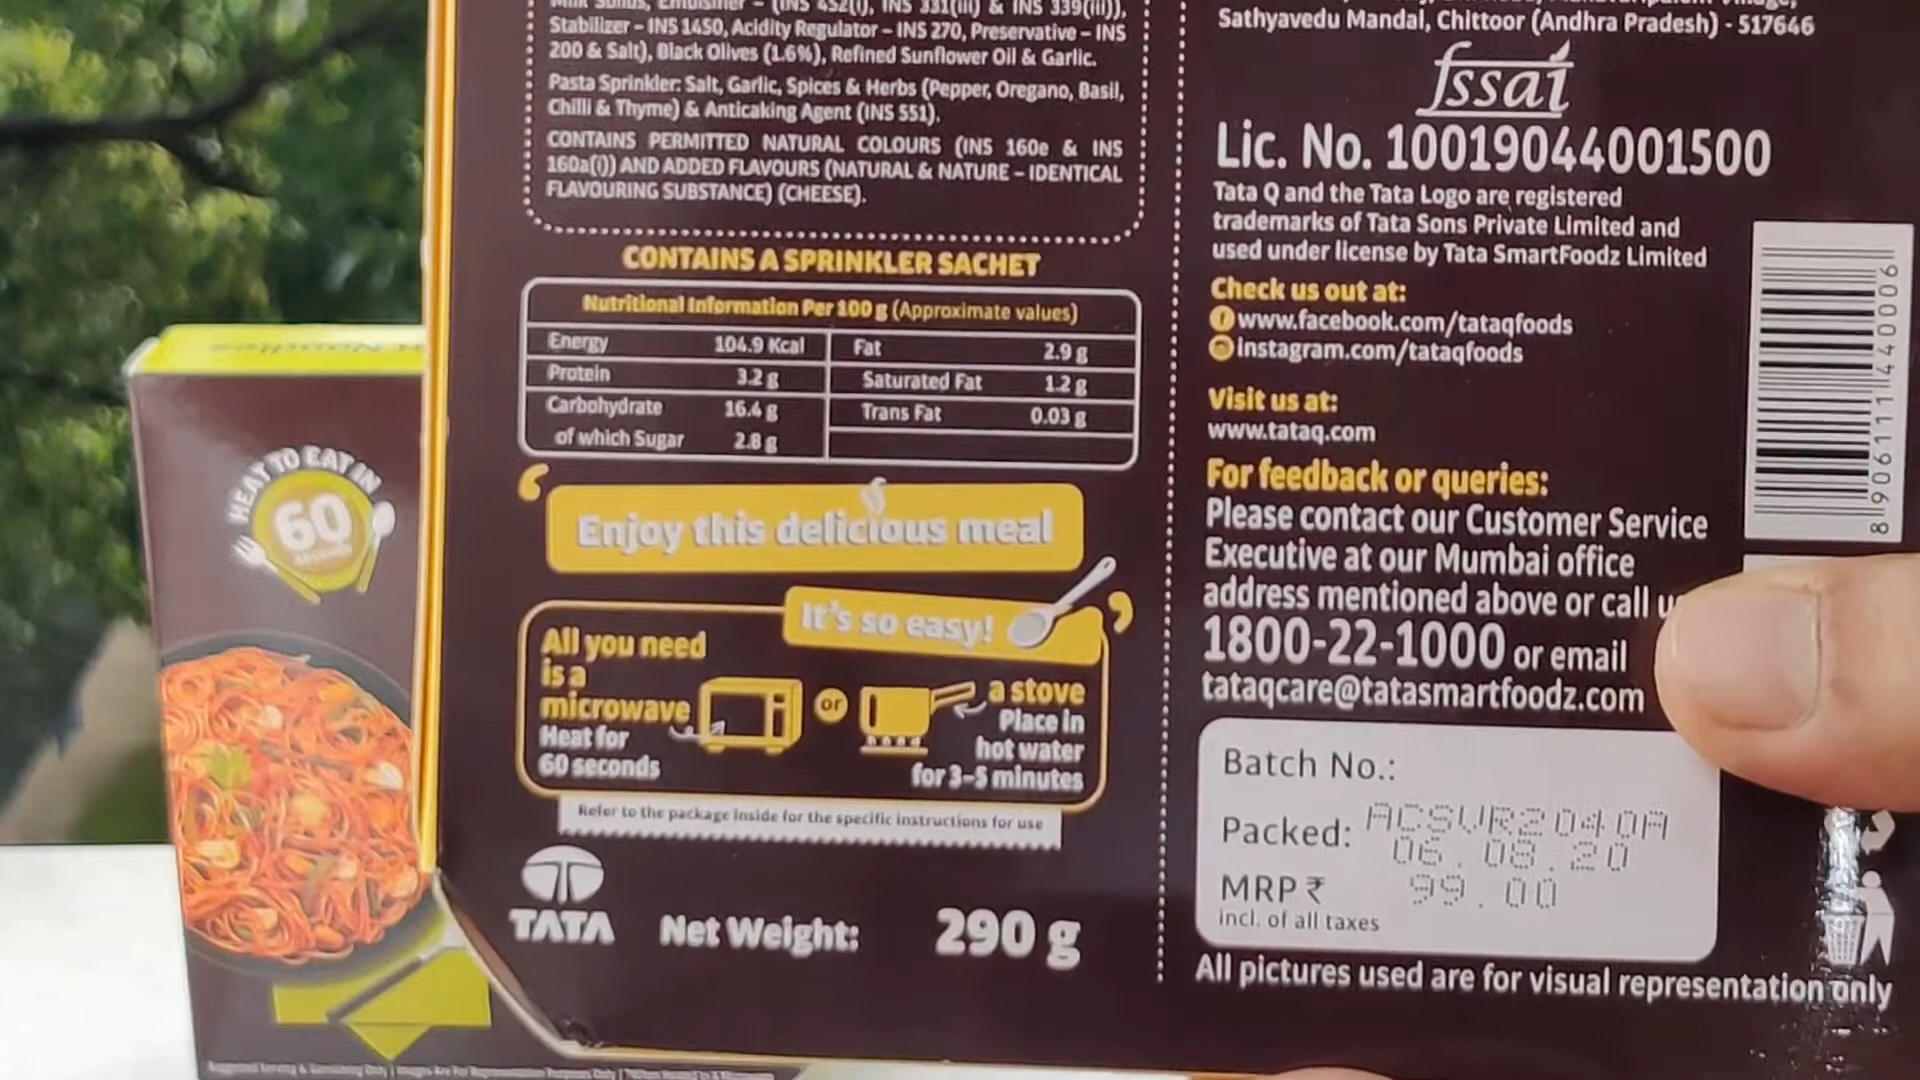 Milk Solids, Emulsifier – (INS 452(i), INS 331(iii) & INS 339(iii)),
Stabilizer – INS 1450, Acidity Regulator – INS 270, Preservative – INS
200 & Salt), Black Olives (1.6%), Refined Sunflower Oil & Garlic.
Pasta Sprinkler: Salt, Garlic, Spices & Herbs (Pepper, Oregano, Basil,
Chilli & Thyme) & Anticaking Agent (INS 551).
CONTAINS PERMITTED NATURAL COLOURS (INS 160e & INS
160a(i)) AND ADDED FLAVOURS (NATURAL & NATURE – IDENTICAL
FLAVOURING SUBSTANCE) (CHEESE).
CONTAINS A SPRINKLER SACHET
Nutritional Information Per 100 g (Approximate values)
Energy 104.9 Kcal Fat 2.9 g
Protein 3.2 g Saturated Fat 1.2 g
Carbohydrate 16.4 g Trans Fat 0.03 g
of which Sugar 2.8 g
Enjoy this delicious meal
It's so easy!
All you need
is a
microwave
Heat for
60 seconds
or
a stove
Place in
hot water
for 3-5 minutes
Refer to the package inside for the specific instructions for use
TATA Net Weight: 290 g
Sathyavedu Mandal, Chittoor (Andhra Pradesh) - 517646
fssai
Lic. No. 10019044001500
Tata Q and the Tata Logo are registered
trademarks of Tata Sons Private Limited and
used under license by Tata SmartFoodz Limited
Check us out at:
www.facebook.com/tataqfoods
instagram.com/tataqfoods
Visit us at:
www.tataq.com
For feedback or queries:
Please contact our Customer Service
Executive at our Mumbai office
address mentioned above or call
1800-22-1000 or email
tataqcare@tatasmartfoodz.com
Batch No.:
ACSVR2040A
Packed: 06.08.20
MRP ₹ 99.00
incl. of all taxes
All pictures used are for visual representation only
8 906111 440006
HEAT TO EAT IN
60